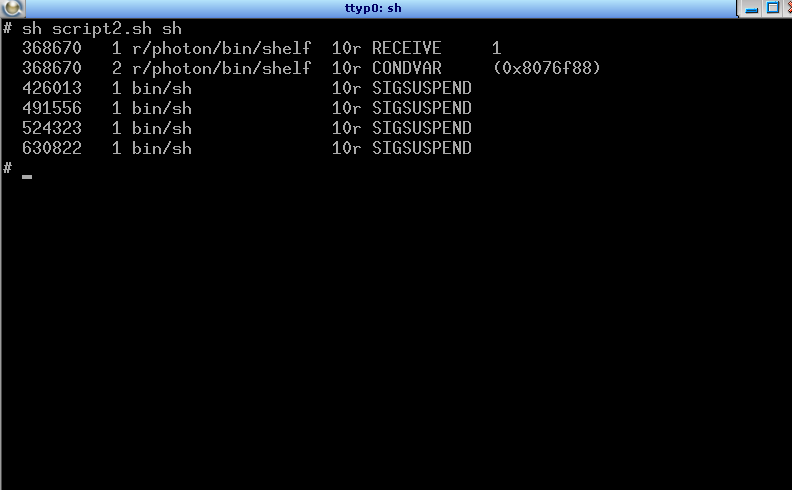 ttyp0: sh
# sh script2.sh sh
368670 1 r/photon/bin/shelf 10r RECEIVE 1
368670 2 r/photon/bin/shelf 10r CONDVAR (0x8076f88)
426013 1 bin/sh 10r SIGSUSPEND
491556 1 bin/sh 10r SIGSUSPEND
524323 1 bin/sh 10r SIGSUSPEND
630822 1 bin/sh 10r SIGSUSPEND
# _